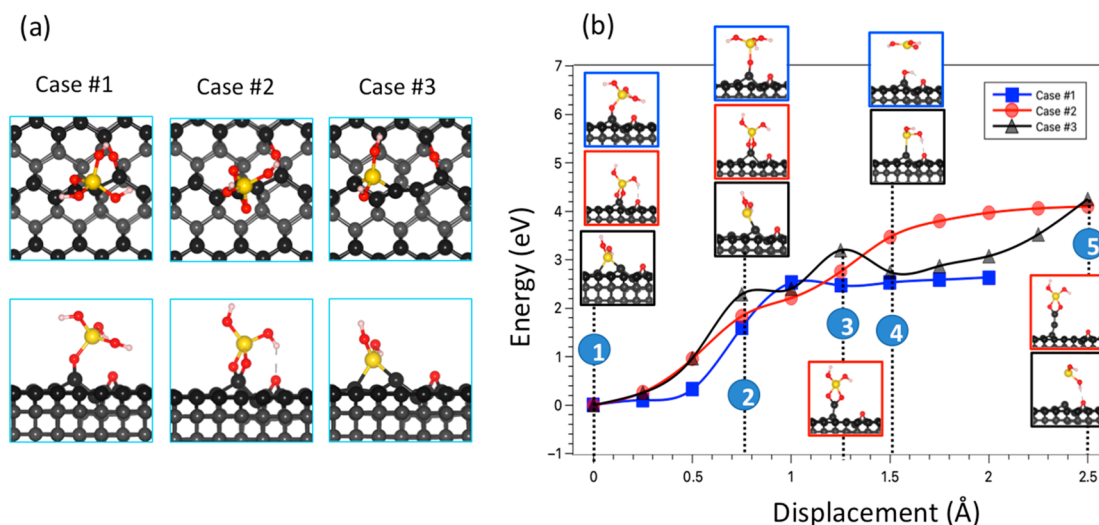 (a)
Case #1 Case #2 Case #3
(b)
7
6
5
4
3
2
1
0
−1
Energy (eV)
Case #1
Case #2
Case #3
1
2
3
4
5
0 0.5 1 1.5 2 2.5
Displacement (Å)